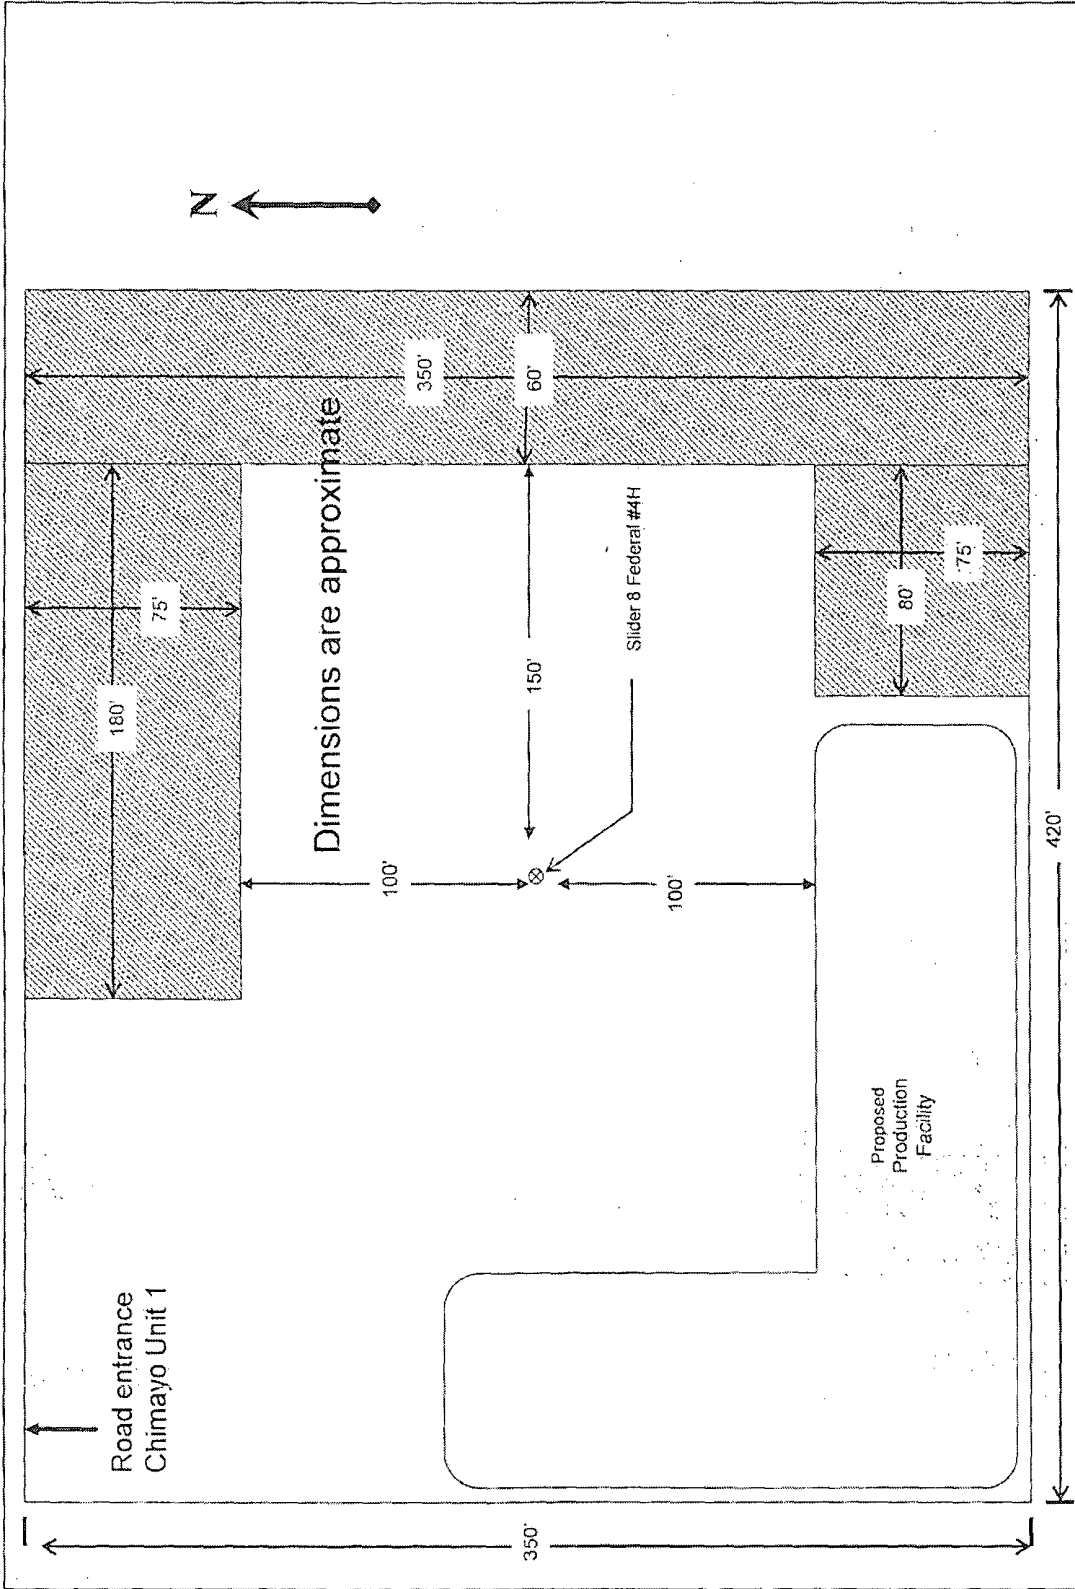 Road entrance
Chimayo Unit 1
N
180'
75'
350'
60'
Dimensions are approximate
100'
150'
Slider 8 Federal #4H
100'
80'
75'
Proposed
Production
Facility
350'
420'